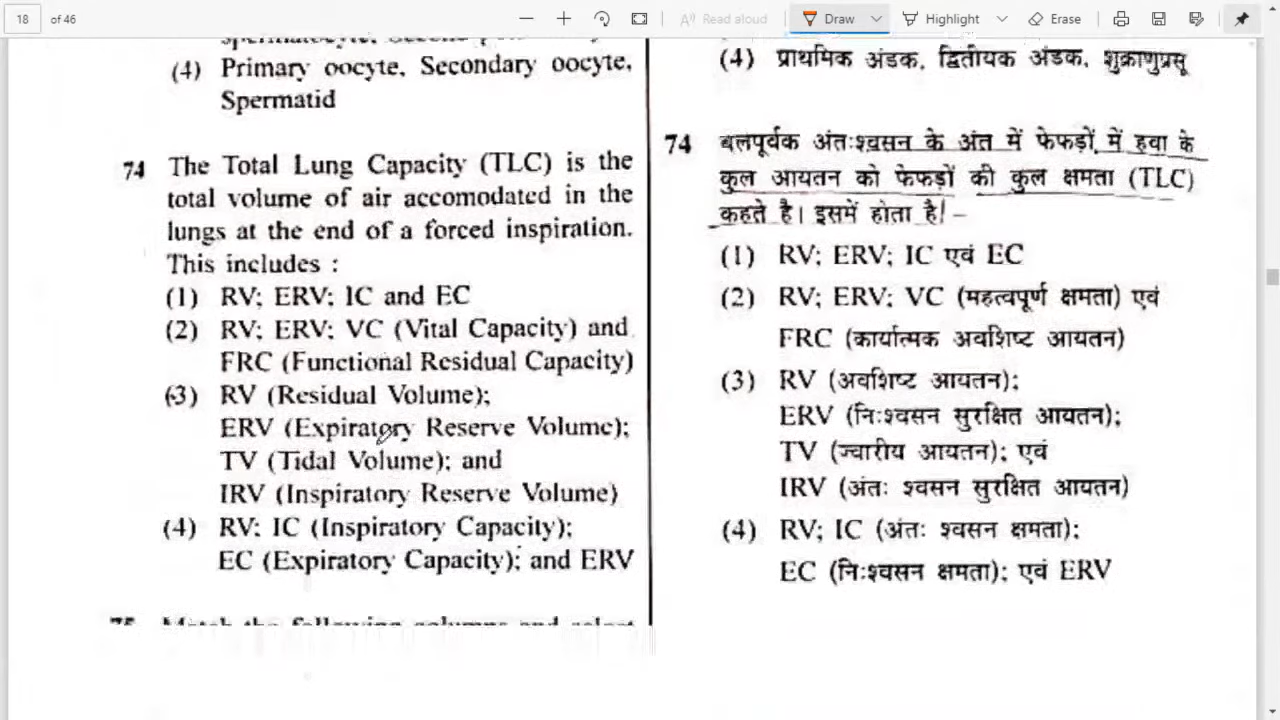 18 of 46
Read aloud
Draw
Highlight
Erase
(4) Primary oocyte, Secondary oocyte,
Spermatid
74 The Total Lung Capacity (TLC) is the
total volume of air accomodated in the
lungs at the end of a forced inspiration.
This includes :
(1) RV; ERV; IC and EC
(2) RV; ERV; VC (Vital Capacity) and
FRC (Functional Residual Capacity)
(3) RV (Residual Volume);
ERV (Expiratory Reserve Volume);
TV (Tidal Volume); and
IRV (Inspiratory Reserve Volume)
(4) RV; IC (Inspiratory Capacity);
EC (Expiratory Capacity); and ERV
75 Match the following columns and select
(4) प्राथमिक अंडक, द्वितीयक अंडक, शुक्राणुप्रसू
74 बलपूर्वक अंतःश्वसन के अंत में फेफड़ों में हवा के
कुल आयतन को फेफड़ों की कुल क्षमता (TLC)
कहते है। इसमें होता है! –
(1) RV; ERV; IC एवं EC
(2) RV; ERV; VC (महत्वपूर्ण क्षमता) एवं
FRC (कार्यात्मक अवशिष्ट आयतन)
(3) RV (अवशिष्ट आयतन);
ERV (निःश्वसन सुरक्षित आयतन);
TV (ज्वारीय आयतन); एवं
IRV (अंतः श्वसन सुरक्षित आयतन)
(4) RV; IC (अंतः श्वसन क्षमता);
EC (निःश्वसन क्षमता); एवं ERV